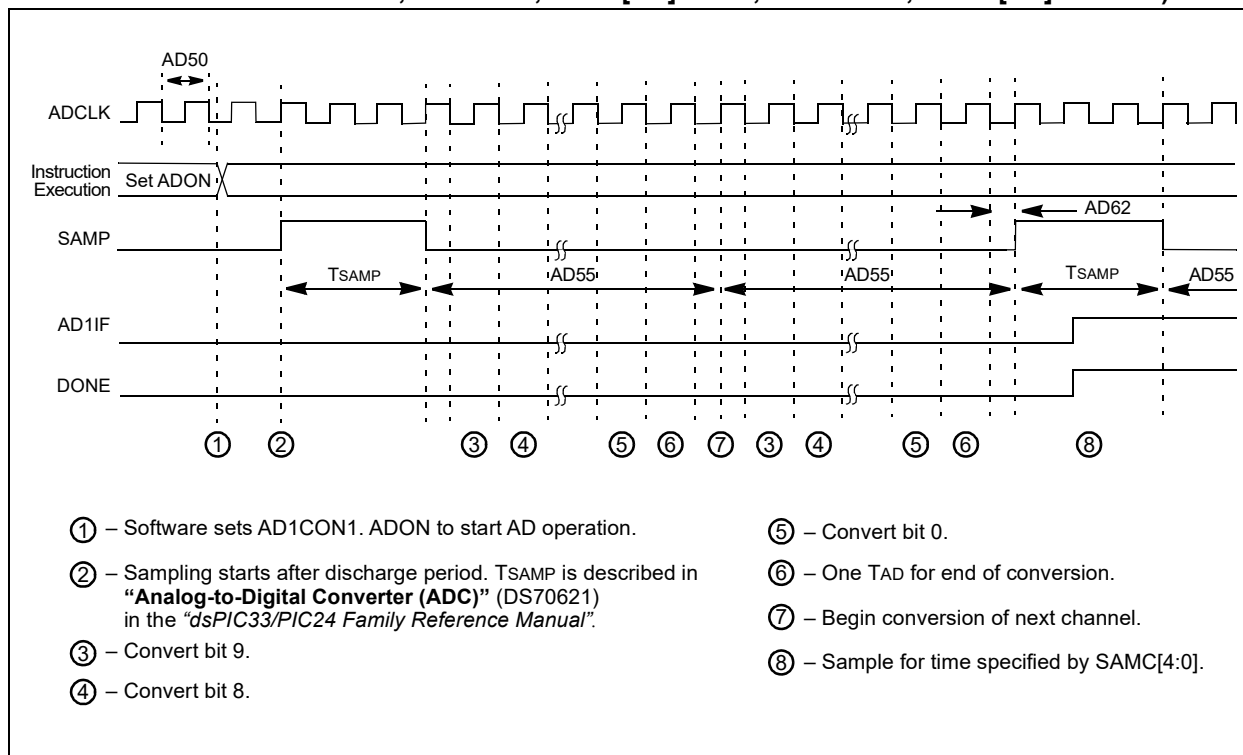 AD50
ADCLK
Instruction
Execution
Set ADON
AD62
SAMP
TSAMP
AD55
AD55
TSAMP
AD55
AD1IF
DONE
1 2 3 4 5 6 7 3 4 5 6 8
1 – Software sets AD1CON1. ADON to start AD operation.
2 – Sampling starts after discharge period. TSAMP is described in
“Analog-to-Digital Converter (ADC)” (DS70621)
in the “dsPIC33/PIC24 Family Reference Manual”.
3 – Convert bit 9.
4 – Convert bit 8.
5 – Convert bit 0.
6 – One TAD for end of conversion.
7 – Begin conversion of next channel.
8 – Sample for time specified by SAMC[4:0].